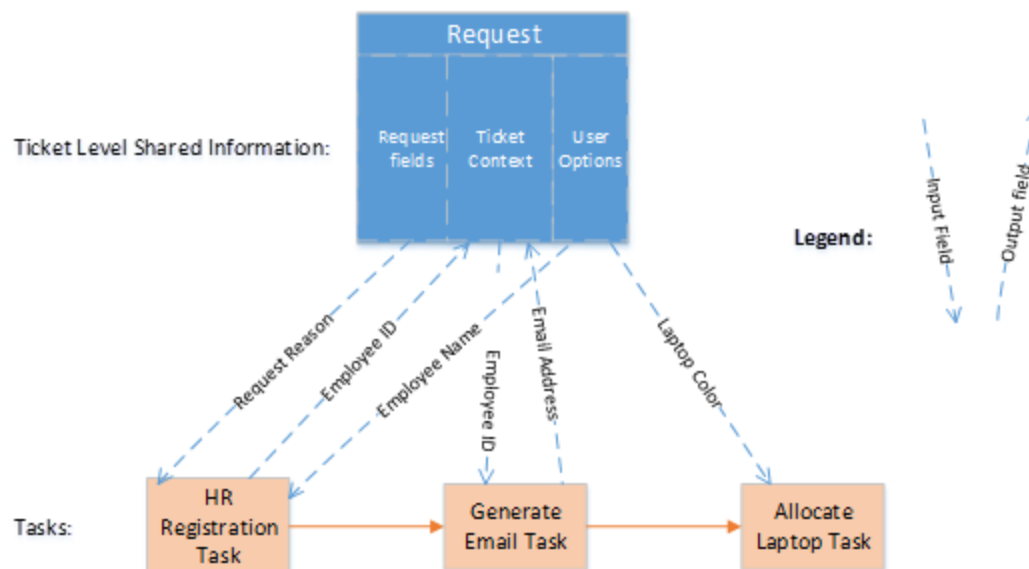 Request
Ticket Level Shared Information:
Request
fields
Ticket
Context
User
Options
Legend:
Input Field
Output field
Request Reason
Employee ID
Employee Name
Employee ID
Email Address
Laptop Color
Tasks:
HR
Registration
Task
Generate
Email Task
Allocate
Laptop Task